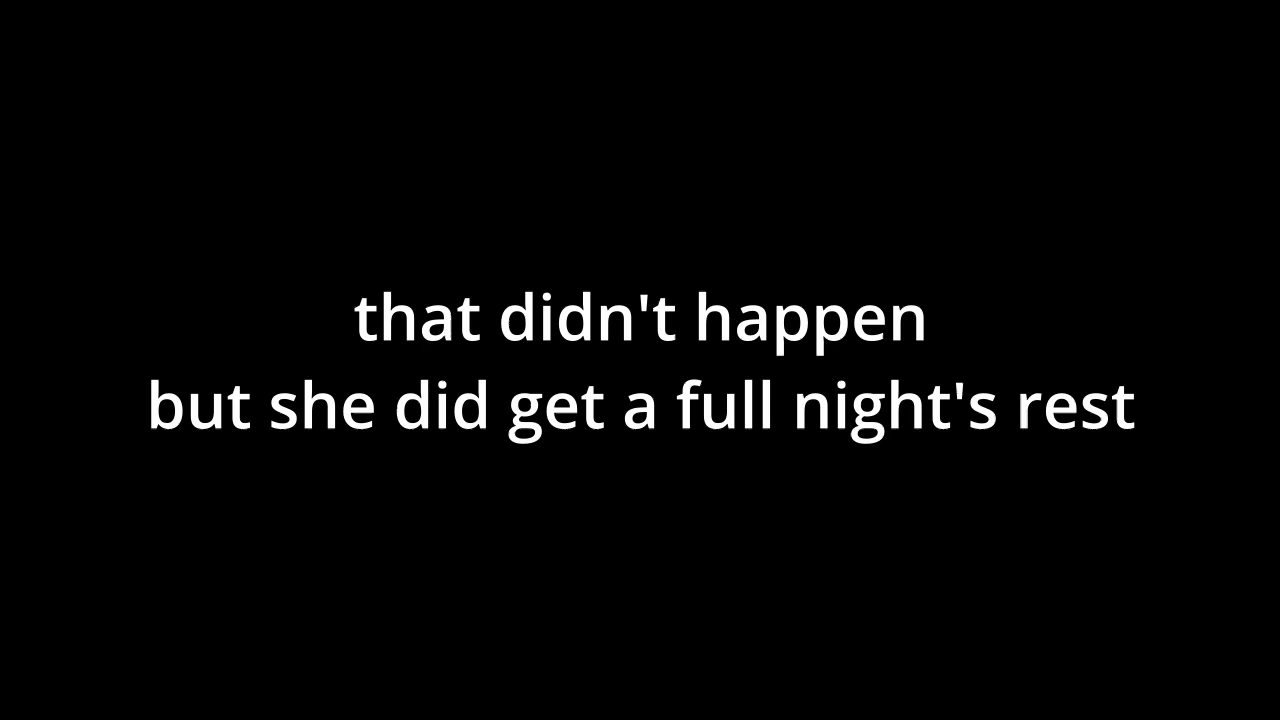 that didn't happen
but she did get a full night's rest